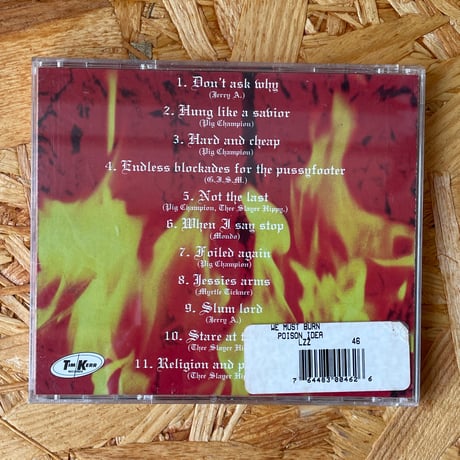 1. Don't ask why
(Jerry A.)
2. Hung like a savior
(Pig Champion)
3. Hard and cheap
(Pig Champion)
4. Endless blockades for the pussyfooter
(G.I.S.M.)
5. Not the last
(Pig Champion, Thee Slayer Hippy,)
6. When I say stop
(Mondo)
7. Foiled again
(Pig Champion)
8. Jessies arms
(Myrtle Tickner)
9. Slum lord
(Jerry A.)
10. Stare at
(Thee Slayer
11. Religion and
(Thee Slayer
WE MUST BURN
POISON IDEA
LZZ 46
7 64483 00462 6
TIM KERR